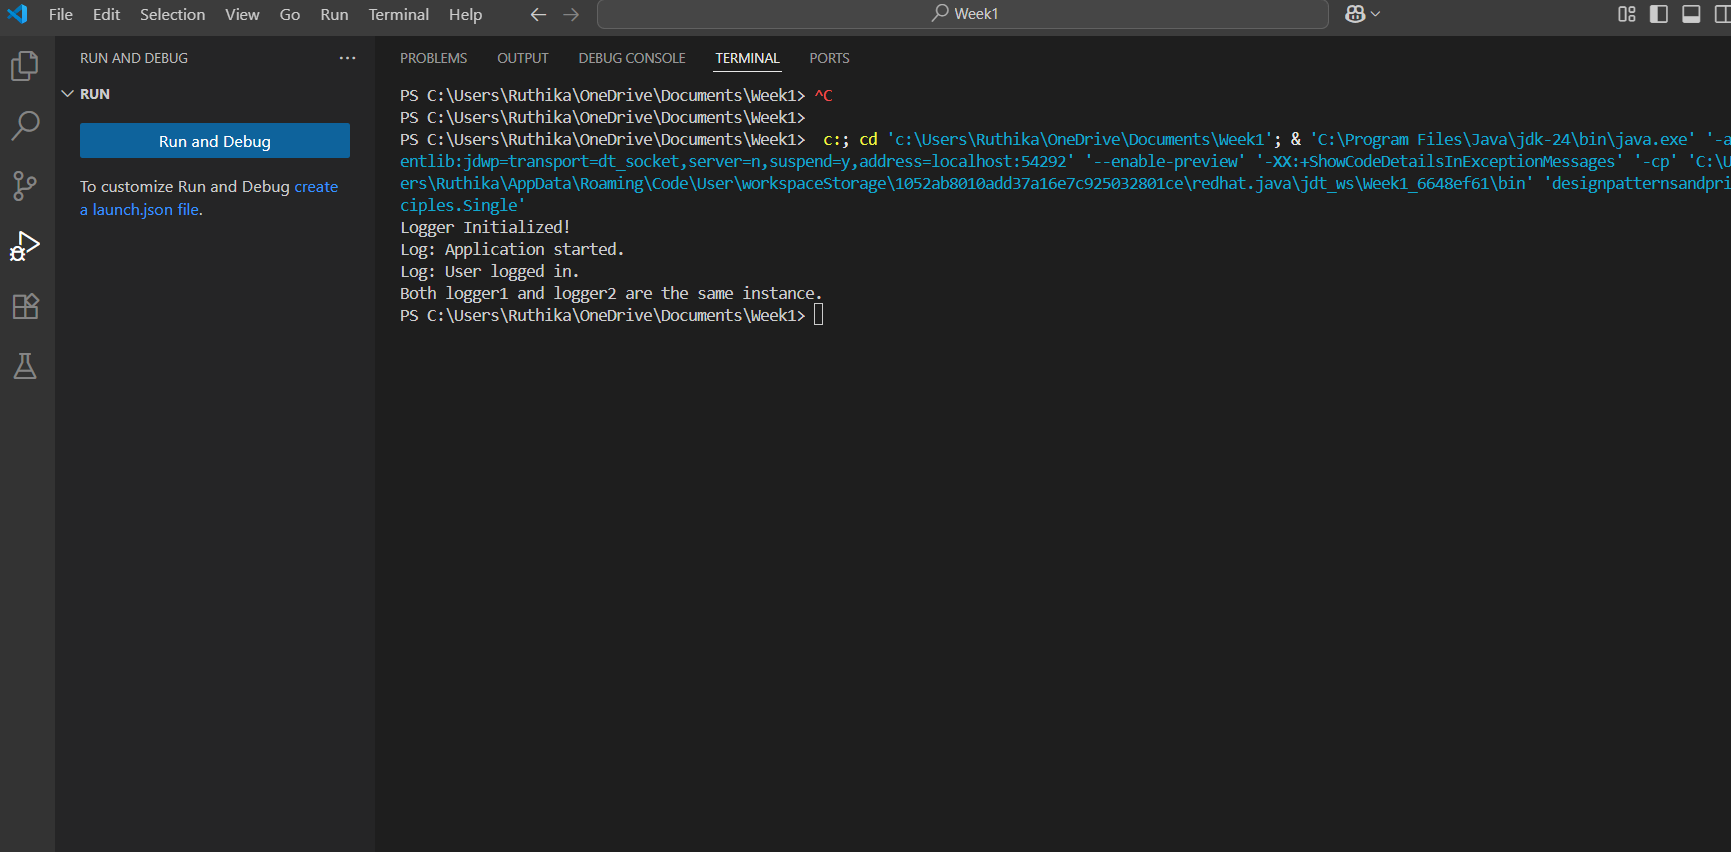 File Edit Selection View Go Run Terminal Help
Week1
RUN AND DEBUG
RUN
Run and Debug
To customize Run and Debug create
a launch.json file.
PROBLEMS OUTPUT DEBUG CONSOLE TERMINAL PORTS
PS C:\Users\Ruthika\OneDrive\Documents\Week1> ^C
PS C:\Users\Ruthika\OneDrive\Documents\Week1>
PS C:\Users\Ruthika\OneDrive\Documents\Week1>  c:; cd 'c:\Users\Ruthika\OneDrive\Documents\Week1'; & 'C:\Program Files\Java\jdk-24\bin\java.exe' '-a
entlib:jdwp=transport=dt_socket,server=n,suspend=y,address=localhost:54292' '--enable-preview' '-XX:+ShowCodeDetailsInExceptionMessages' '-cp' 'C:\U
ers\Ruthika\AppData\Roaming\Code\User\workspaceStorage\1052ab8010add37a16e7c925032801ce\redhat.java\jdt_ws\Week1_6648ef61\bin' 'designpatternsandpri
ciples.Single'
Logger Initialized!
Log: Application started.
Log: User logged in.
Both logger1 and logger2 are the same instance.
PS C:\Users\Ruthika\OneDrive\Documents\Week1>